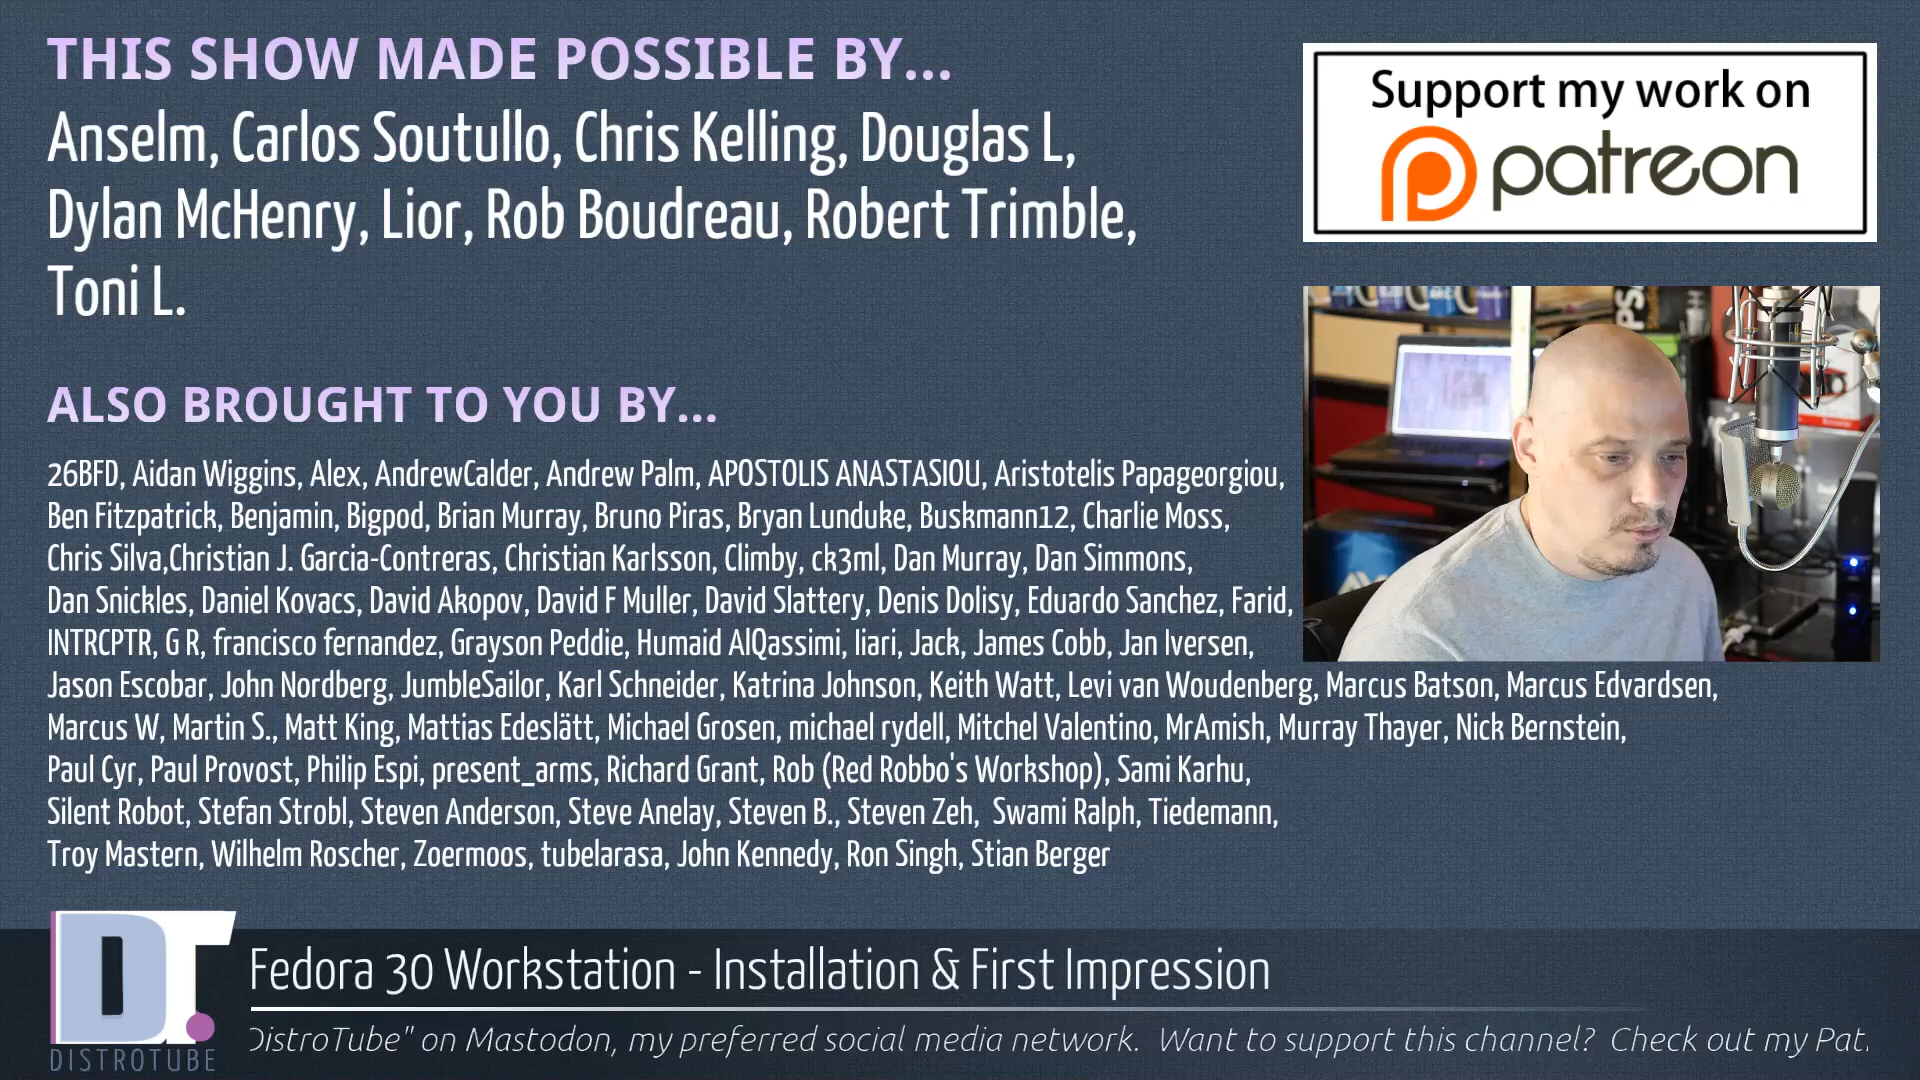 THIS SHOW MADE POSSIBLE BY...
Anselm, Carlos Soutullo, Chris Kelling, Douglas L,
Dylan McHenry, Lior, Rob Boudreau, Robert Trimble,
Toni L.
Support my work on
patreon
ALSO BROUGHT TO YOU BY...
26BFD, Aidan Wiggins, Alex, AndrewCalder, Andrew Palm, APOSTOLIS ANASTASIOU, Aristotelis Papageorgiou,
Ben Fitzpatrick, Benjamin, Bigpod, Brian Murray, Bruno Piras, Bryan Lunduke, Buskmann12, Charlie Moss,
Chris Silva,Christian J. Garcia-Contreras, Christian Karlsson, Climby, ck3ml, Dan Murray, Dan Simmons,
Dan Snickles, Daniel Kovacs, David Akopov, David F Muller, David Slattery, Denis Dolisy, Eduardo Sanchez, Farid,
INTRCPTR, G R, francisco fernandez, Grayson Peddie, Humaid AlQassimi, liari, Jack, James Cobb, Jan Iversen,
Jason Escobar, John Nordberg, JumbleSailor, Karl Schneider, Katrina Johnson, Keith Watt, Levi van Woudenberg, Marcus Batson, Marcus Edvardsen,
Marcus W, Martin S., Matt King, Mattias Edeslätt, Michael Grosen, michael rydell, Mitchel Valentino, MrAmish, Murray Thayer, Nick Bernstein,
Paul Cyr, Paul Provost, Philip Espi, present_arms, Richard Grant, Rob (Red Robbo's Workshop), Sami Karhu,
Silent Robot, Stefan Strobl, Steven Anderson, Steve Anelay, Steven B., Steven Zeh, Swami Ralph, Tiedemann,
Troy Mastern, Wilhelm Roscher, Zoermoos, tubelarasa, John Kennedy, Ron Singh, Stian Berger
DT
DISTROTUBE
Fedora 30 Workstation - Installation & First Impression
DistroTube" on Mastodon, my preferred social media network. Want to support this channel? Check out my Pat